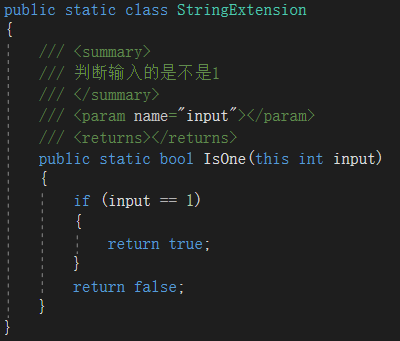 public static class StringExtension
{
/// <summary>
/// 判断输入的是不是1
/// </summary>
/// <param name="input"></param>
/// <returns></returns>
public static bool IsOne(this int input)
{
if (input == 1)
{
return true;
}
return false;
}
}